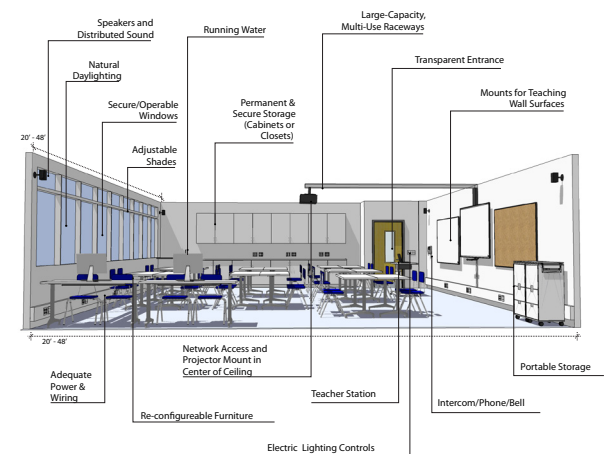 Large-Capacity,
Multi-Use Raceways
Speakers and
Distributed Sound
Running Water
Transparent Entrance
Natural
Daylighting
Mounts for Teaching
Wall Surfaces
Secure/Operable
Windows
Permanent &
Secure Storage
(Cabinets or
Closets)
20' - 48'
Adjustable
Shades
20' - 48'
Network Access and
Projector Mount in
Center of Ceiling
Portable Storage
Adequate
Power &
Wiring
Teacher Station
Intercom/Phone/Bell
Re-configureable Furniture
Electric Lighting Controls